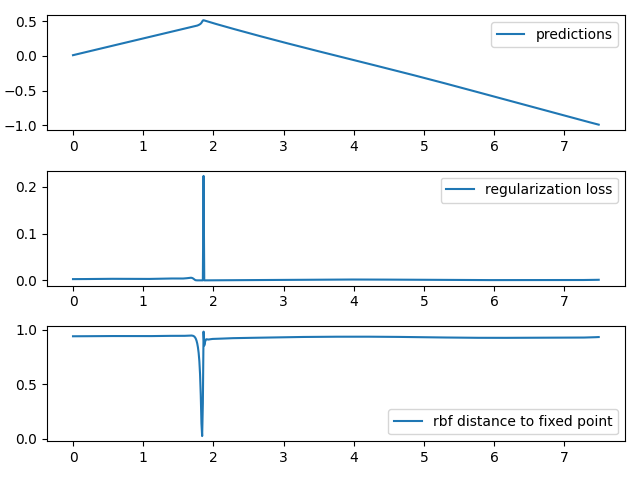 0.5
0.0
−0.5
−1.0
predictions
0 1 2 3 4 5 6 7
0.2
0.1
0.0
regularization loss
0 1 2 3 4 5 6 7
1.0
0.5
0.0
rbf distance to fixed point
0 1 2 3 4 5 6 7